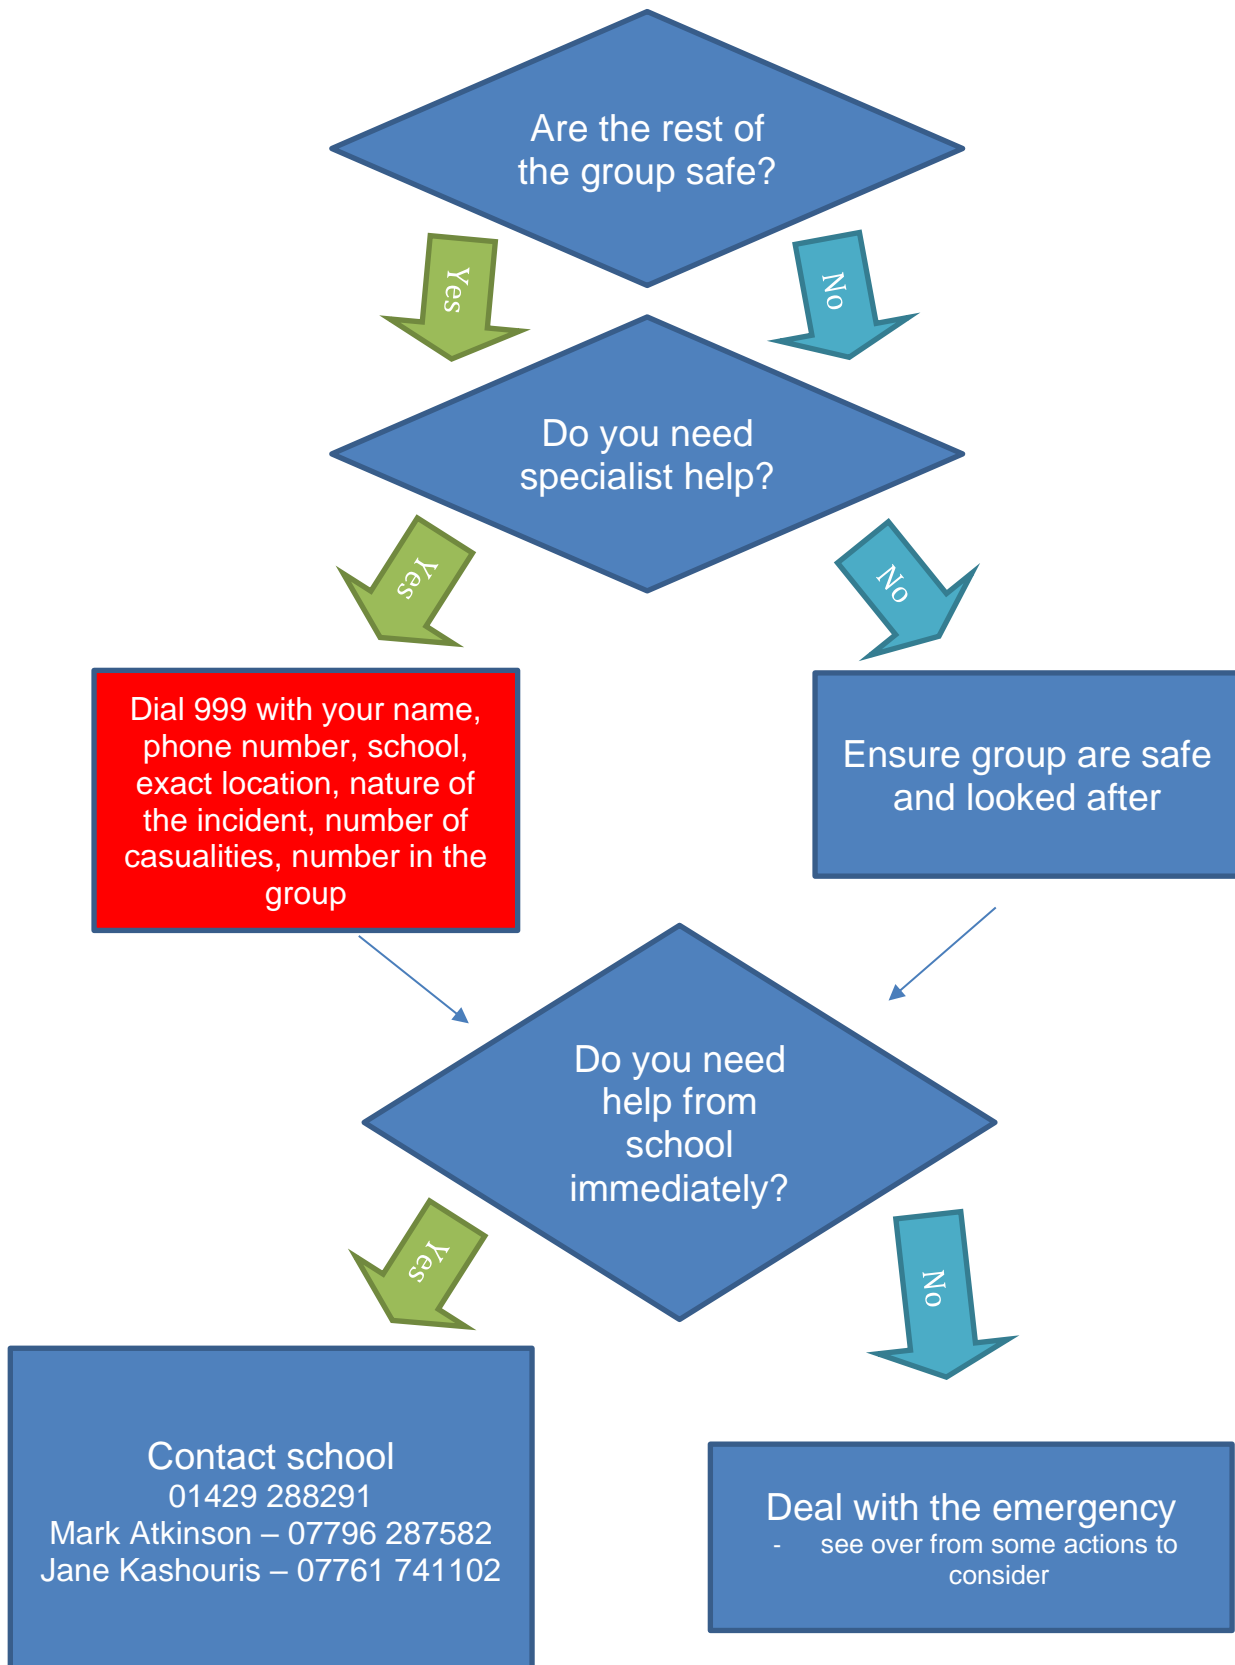 Are the rest of
the group safe?
Yes
No
Do you need
specialist help?
Yes
No
Dial 999 with your name,
phone number, school,
exact location, nature of
the incident, number of
casualities, number in the
group
Ensure group are safe
and looked after
Do you need
help from
school
immediately?
Yes
No
Contact school
01429 288291
Mark Atkinson – 07796 287582
Jane Kashouris – 07761 741102
Deal with the emergency
- see over from some actions to
consider